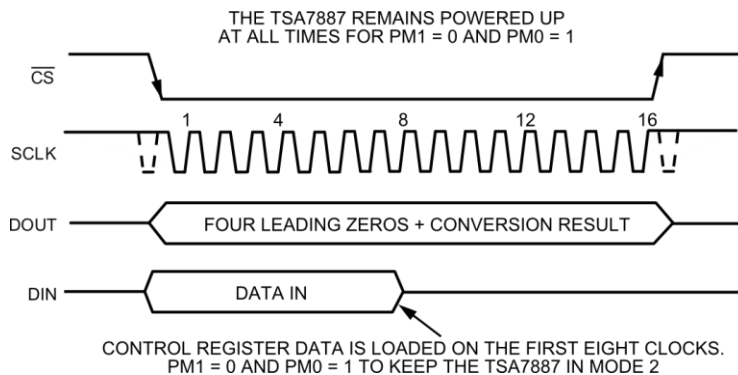 THE TSA7887 REMAINS POWERED UP
AT ALL TIMES FOR PM1 = 0 AND PM0 = 1
CS
1 4 8 12 16
SCLK
DOUT FOUR LEADING ZEROS + CONVERSION RESULT
DIN DATA IN
CONTROL REGISTER DATA IS LOADED ON THE FIRST EIGHT CLOCKS.
PM1 = 0 AND PM0 = 1 TO KEEP THE TSA7887 IN MODE 2